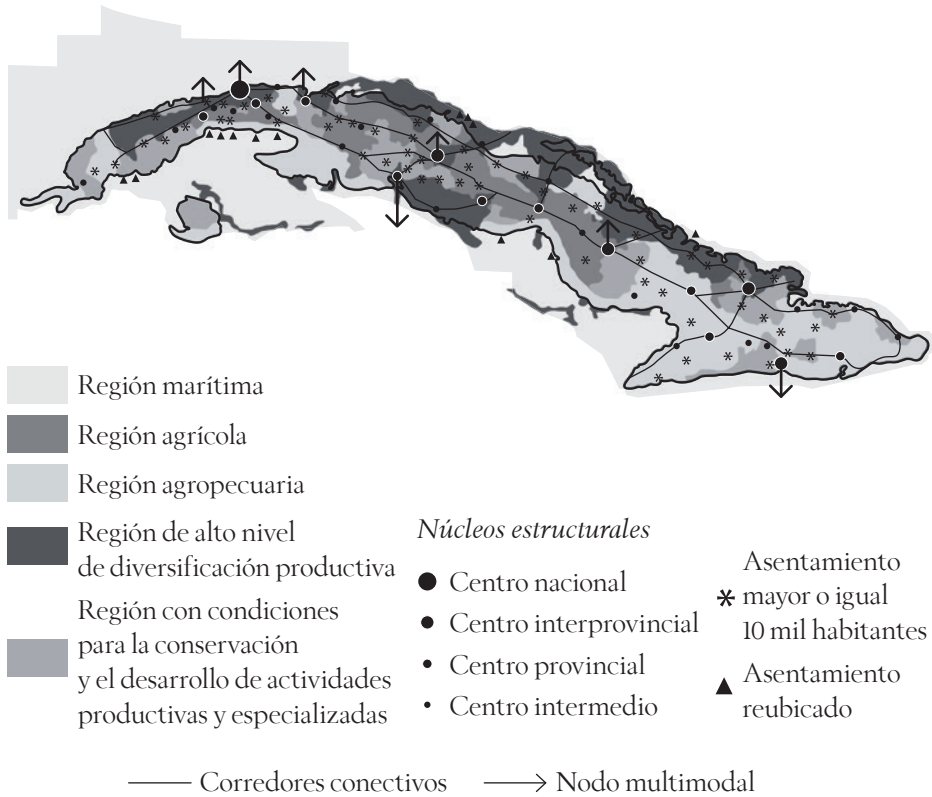 Región marítima
Región agrícola
Región agropecuaria
Región de alto nivel
de diversificación productiva
Región con condiciones
para la conservación
y el desarrollo de actividades
productivas y especializadas
Núcleos estructurales
Centro nacional
Centro interprovincial
Centro provincial
Centro intermedio
Asentamiento
mayor o igual
10 mil habitantes
Asentamiento
reubicado
Corredores conectivos
Nodo multimodal